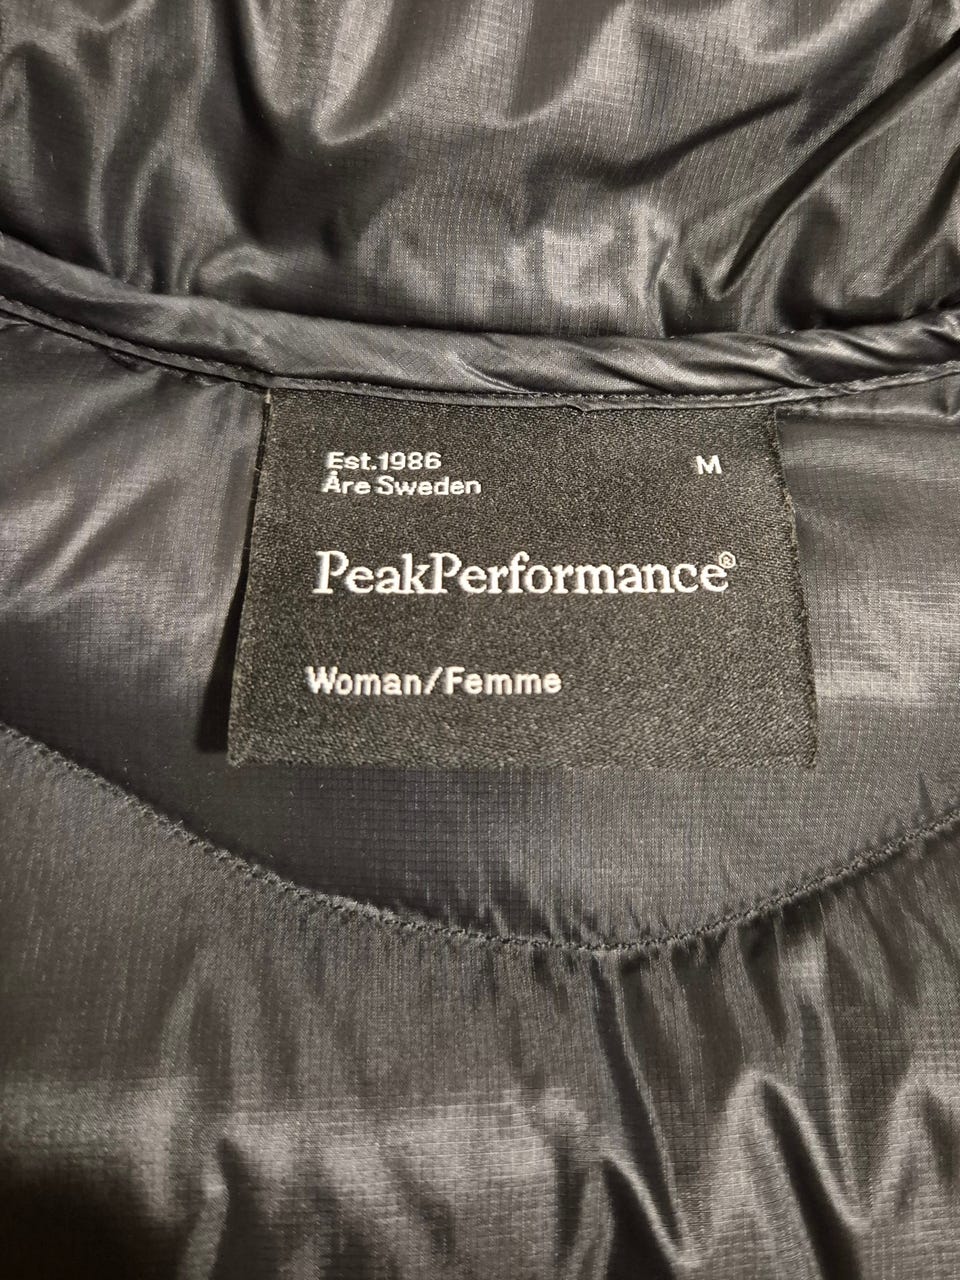 Est.1986
Åre Sweden
M
PeakPerformance®
Woman/Femme